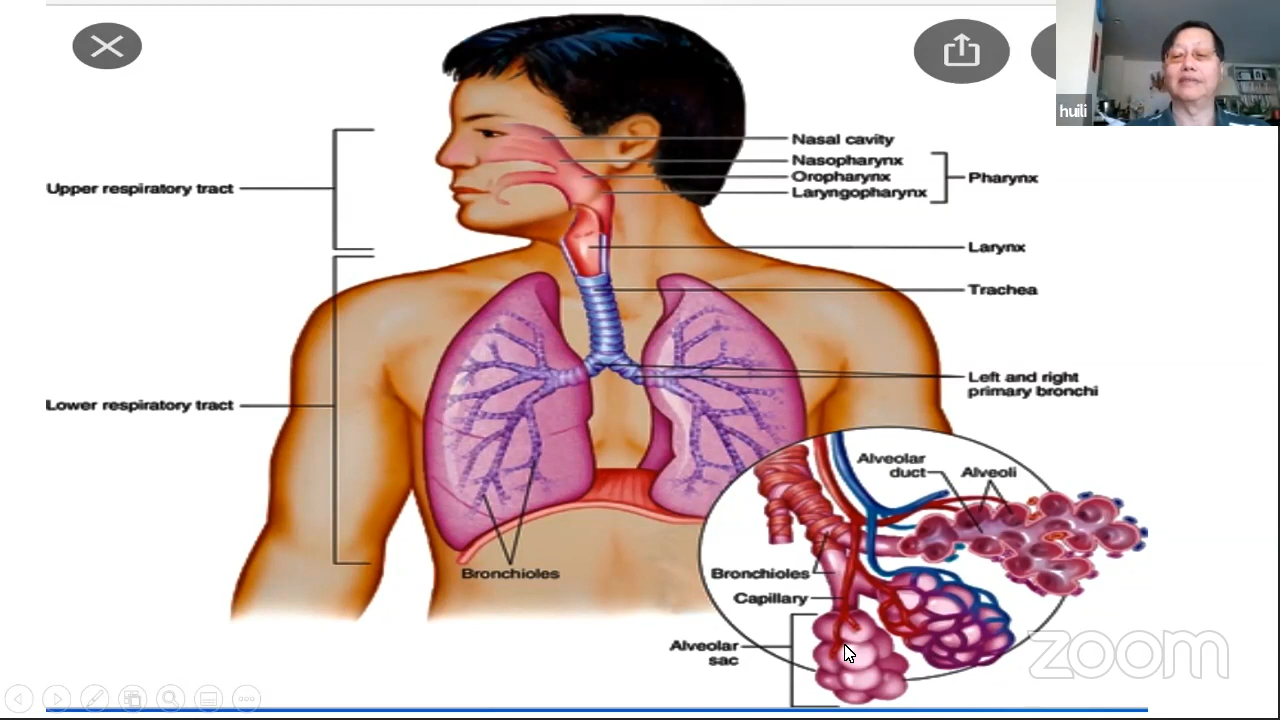 huili
Nasal cavity
Nasopharynx
Oropharynx
Laryngopharynx
Pharynx
Upper respiratory tract
Larynx
Trachea
Left and right
primary bronchi
Lower respiratory tract
Alveolar
duct
Alveoli
Bronchioles
Bronchioles
Capillary
Alveolar
sac
zoom